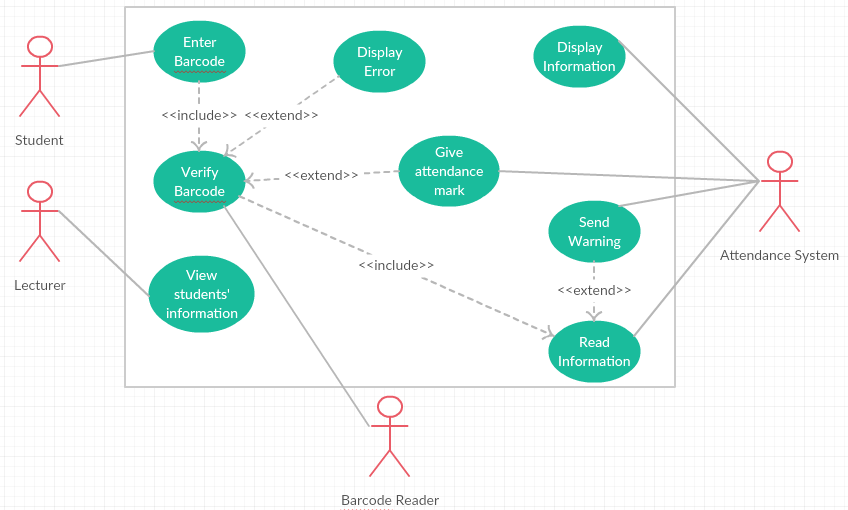 Enter
Barcode
Display
Error
Display
Information
Student
<<include>>
<<extend>>
Verify
Barcode
<<extend>>
Give
attendance
mark
Send
Warning
Attendance System
Lecturer
<<include>>
View
students'
information
<<extend>>
Read
Information
Barcode Reader